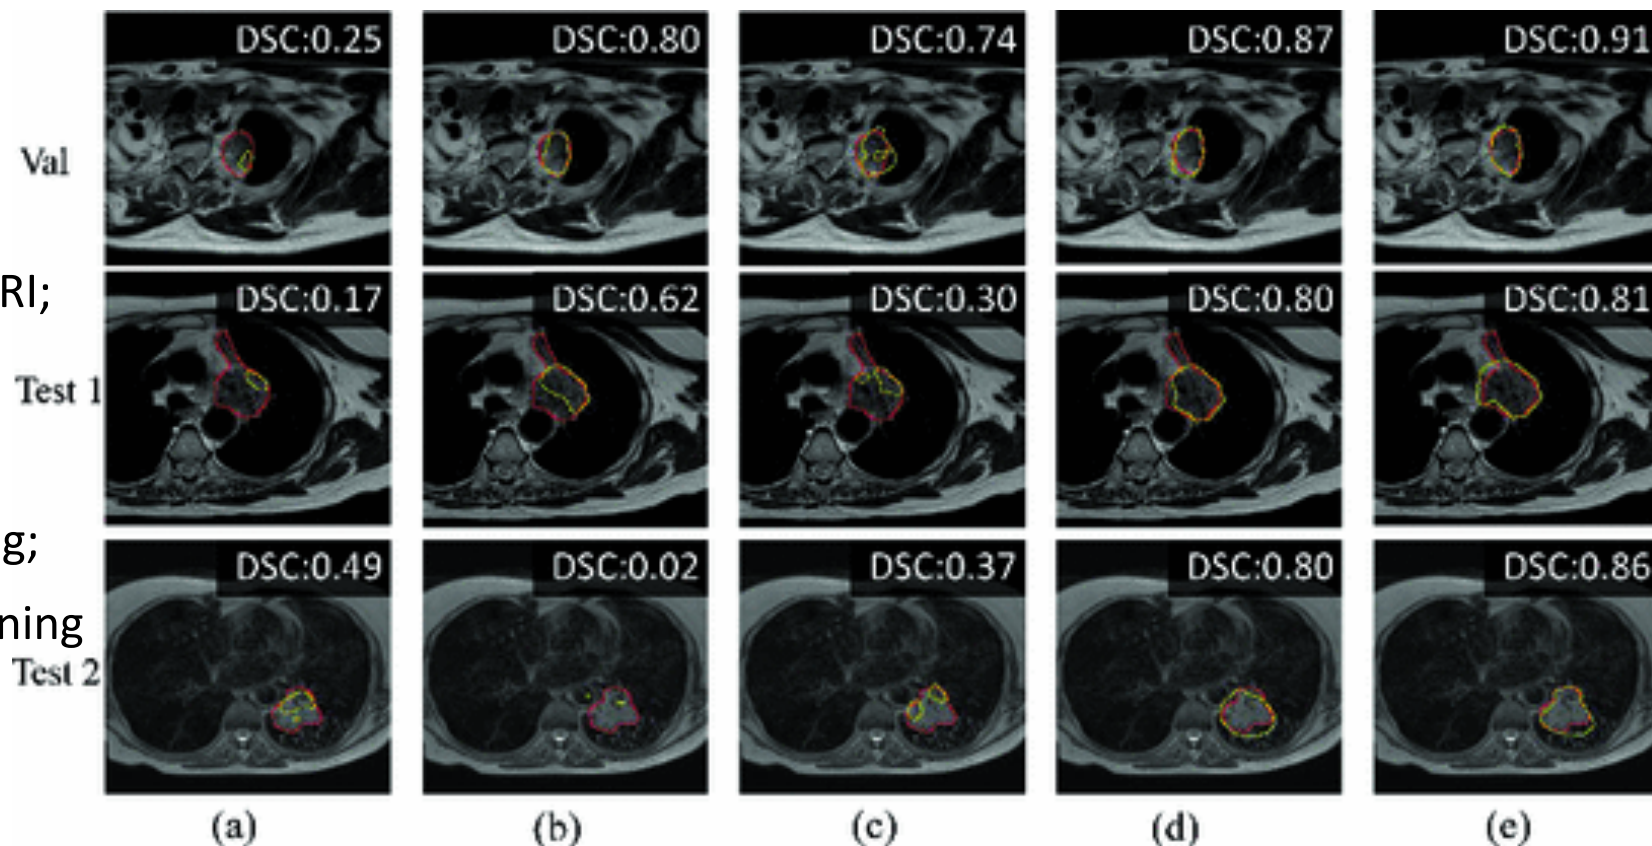 DSC:0.25 DSC:0.80 DSC:0.74 DSC:0.87 DSC:0.91
Val
RI;
DSC:0.17 DSC:0.62 DSC:0.30 DSC:0.80 DSC:0.81
Test 1
g;
DSC:0.49 DSC:0.02 DSC:0.37 DSC:0.80 DSC:0.86
ning
Test 2
(a) (b) (c) (d) (e)